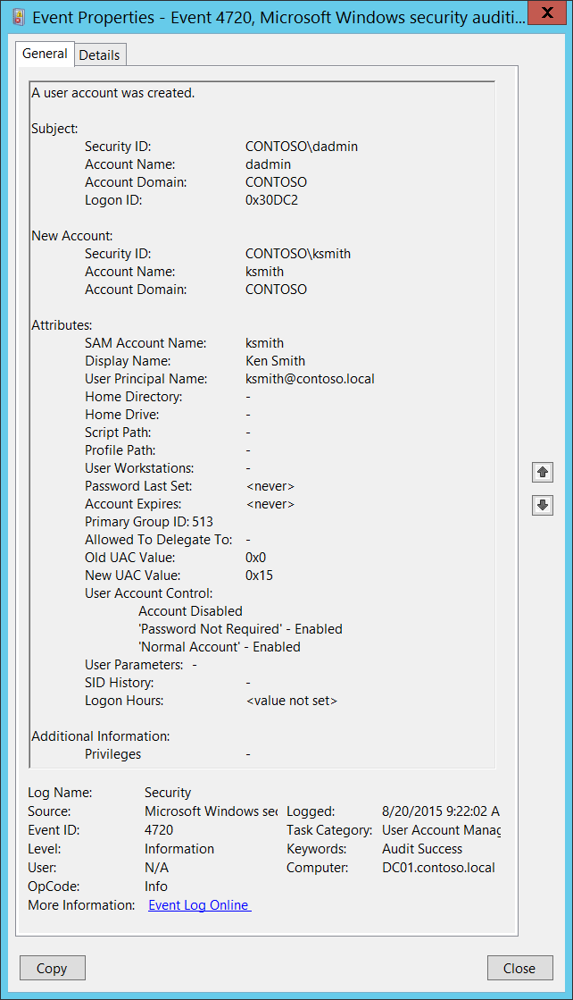 Event Properties - Event 4720, Microsoft Windows security auditi...
General Details
A user account was created.
Subject:
Security ID: CONTOSO\dadmin
Account Name: dadmin
Account Domain: CONTOSO
Logon ID: 0x30DC2
New Account:
Security ID: CONTOSO\ksmith
Account Name: ksmith
Account Domain: CONTOSO
Attributes:
SAM Account Name: ksmith
Display Name: Ken Smith
User Principal Name: ksmith@contoso.local
Home Directory: -
Home Drive: -
Script Path: -
Profile Path: -
User Workstations: -
Password Last Set: <never>
Account Expires: <never>
Primary Group ID: 513
Allowed To Delegate To: -
Old UAC Value: 0x0
New UAC Value: 0x15
User Account Control:
Account Disabled
'Password Not Required' - Enabled
'Normal Account' - Enabled
User Parameters: -
SID History: -
Logon Hours: <value not set>
Additional Information:
Privileges -
Log Name: Security
Source: Microsoft Windows sec Logged: 8/20/2015 9:22:02 A
Event ID: 4720 Task Category: User Account Manag
Level: Information Keywords: Audit Success
User: N/A Computer: DC01.contoso.local
OpCode: Info
More Information: Event Log Online
Copy Close